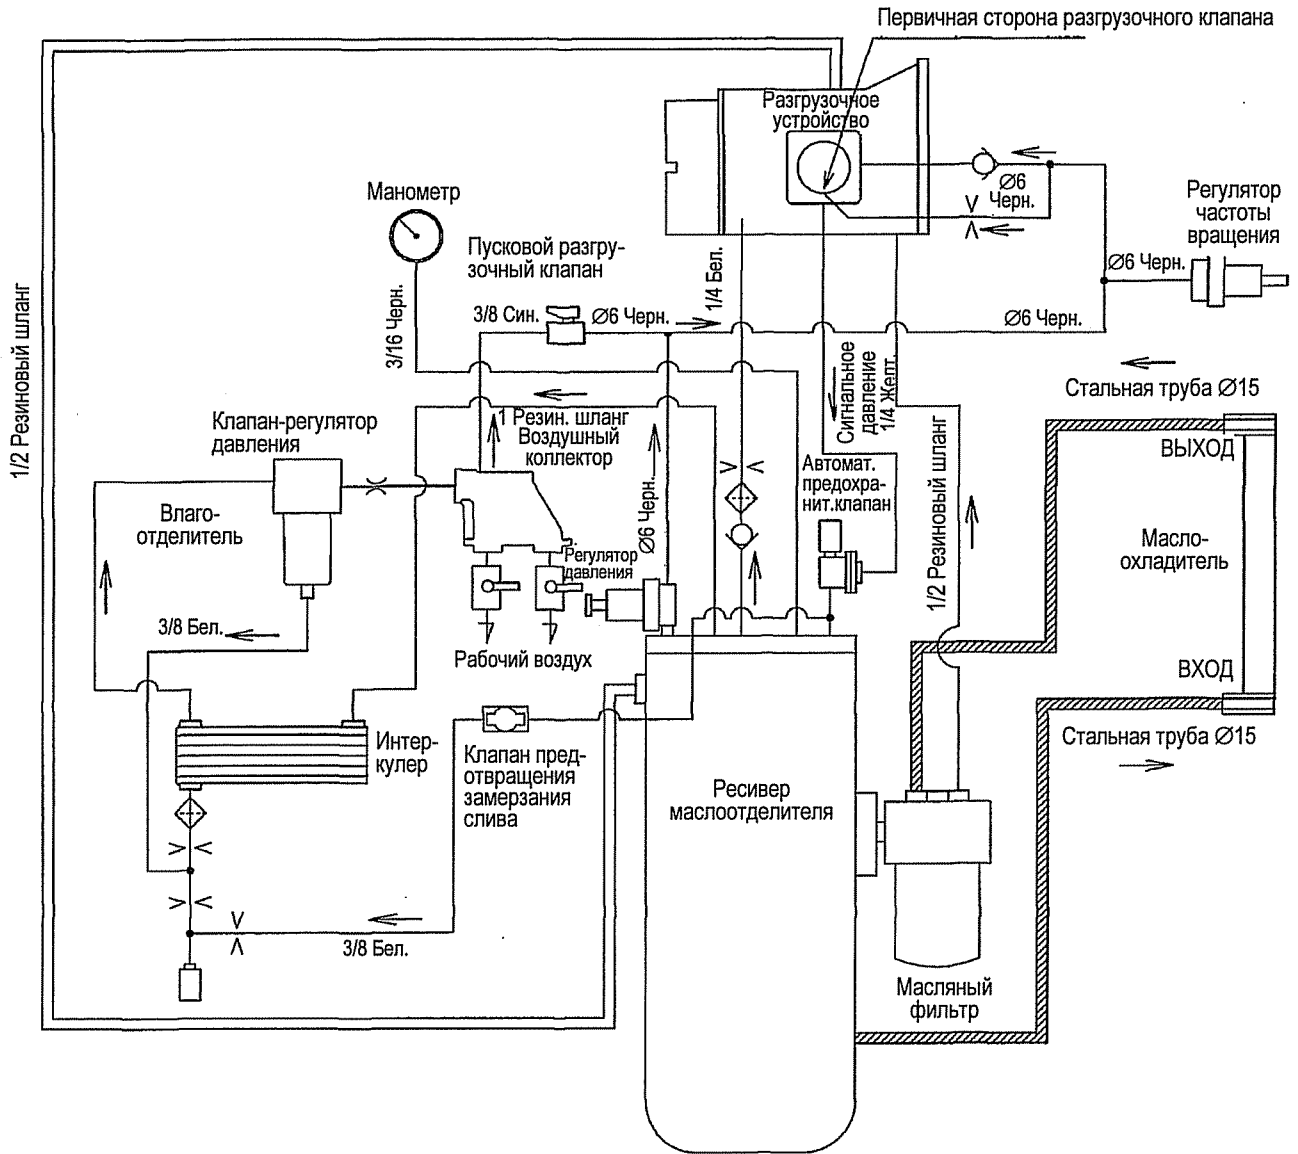 Первичная сторона разгрузочного клапана
Разгрузочное
устройство
Ø6
Черн.
Регулятор
частоты
вращения
Ø6 Черн.
Манометр
Пусковой разгру-
зочный клапан
3/8 Син.
Ø6 Черн.
1/4 Бел.
Ø6 Черн.
3/16 Черн.
1/2 Резиновый шланг
Сигнальное
давление
1/4 Желт.
Стальная труба Ø15
ВЫХОД
Клапан-регулятор
давления
1 Резин. шланг
Воздушный
коллектор
Автомат.
предохра-
нит.клапан
Влаго-
отделитель
Ø6 Черн.
Регулятор
давления
1/2 Резиновый шланг
Масло-
охладитель
3/8 Бел.
Рабочий воздух
ВХОД
Стальная труба Ø15
Интер-
кулер
Клапан пред-
отвращения
замерзания
слива
Ресивер
маслоотделителя
3/8 Бел.
Масляный
фильтр